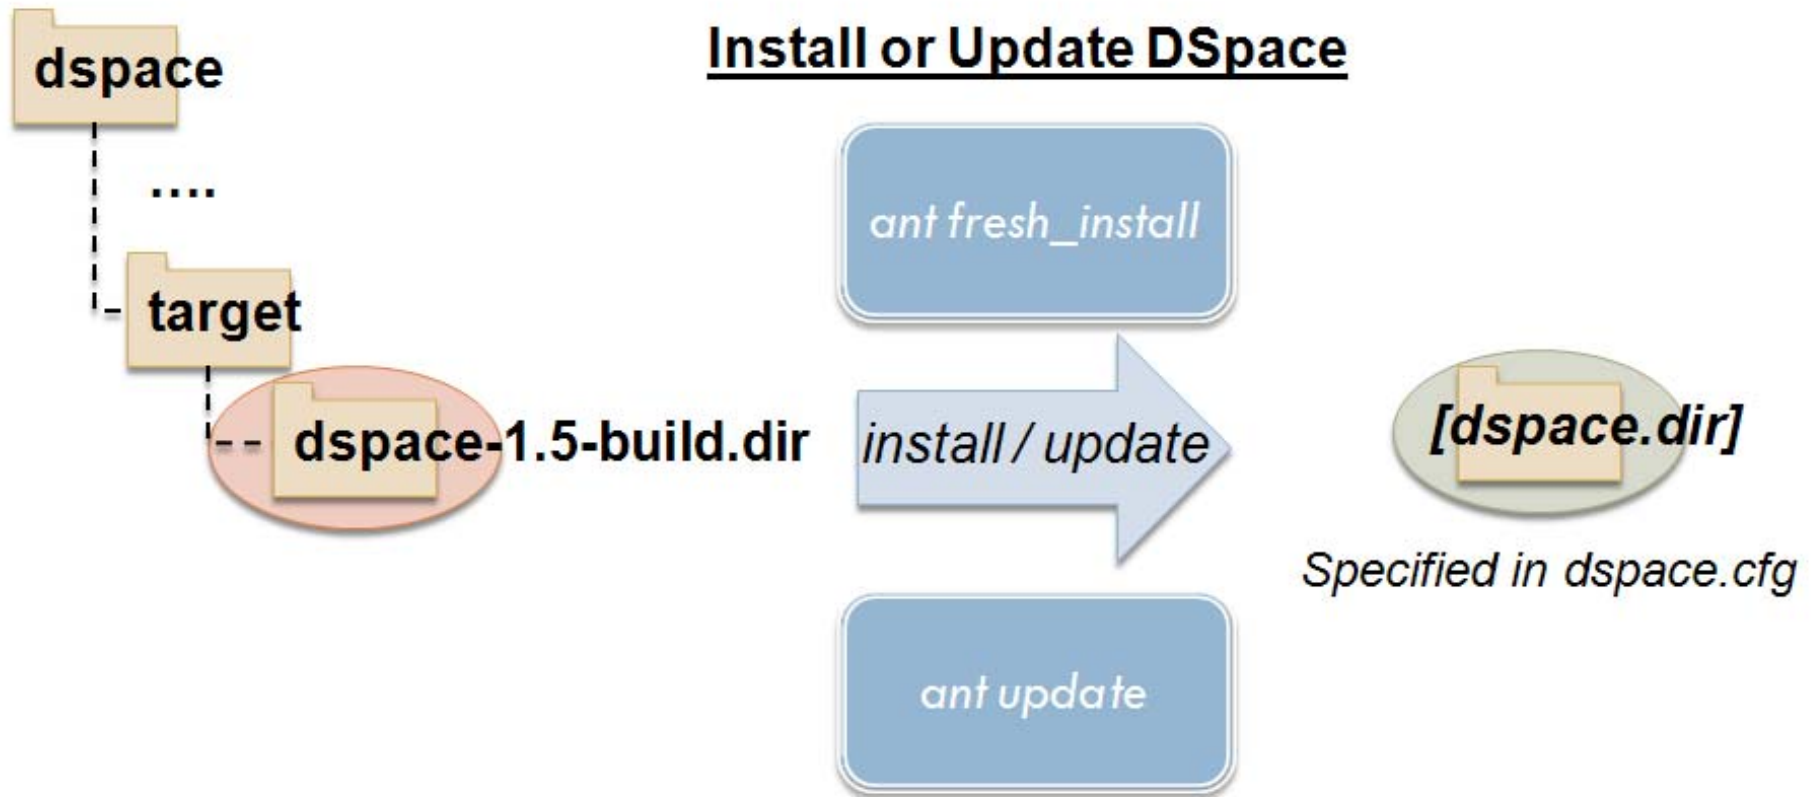 Install or Update DSpace
dspace
....
target
dspace-1.5-build.dir
ant fresh_install
install / update
ant update
[dspace.dir]
Specified in dspace.cfg